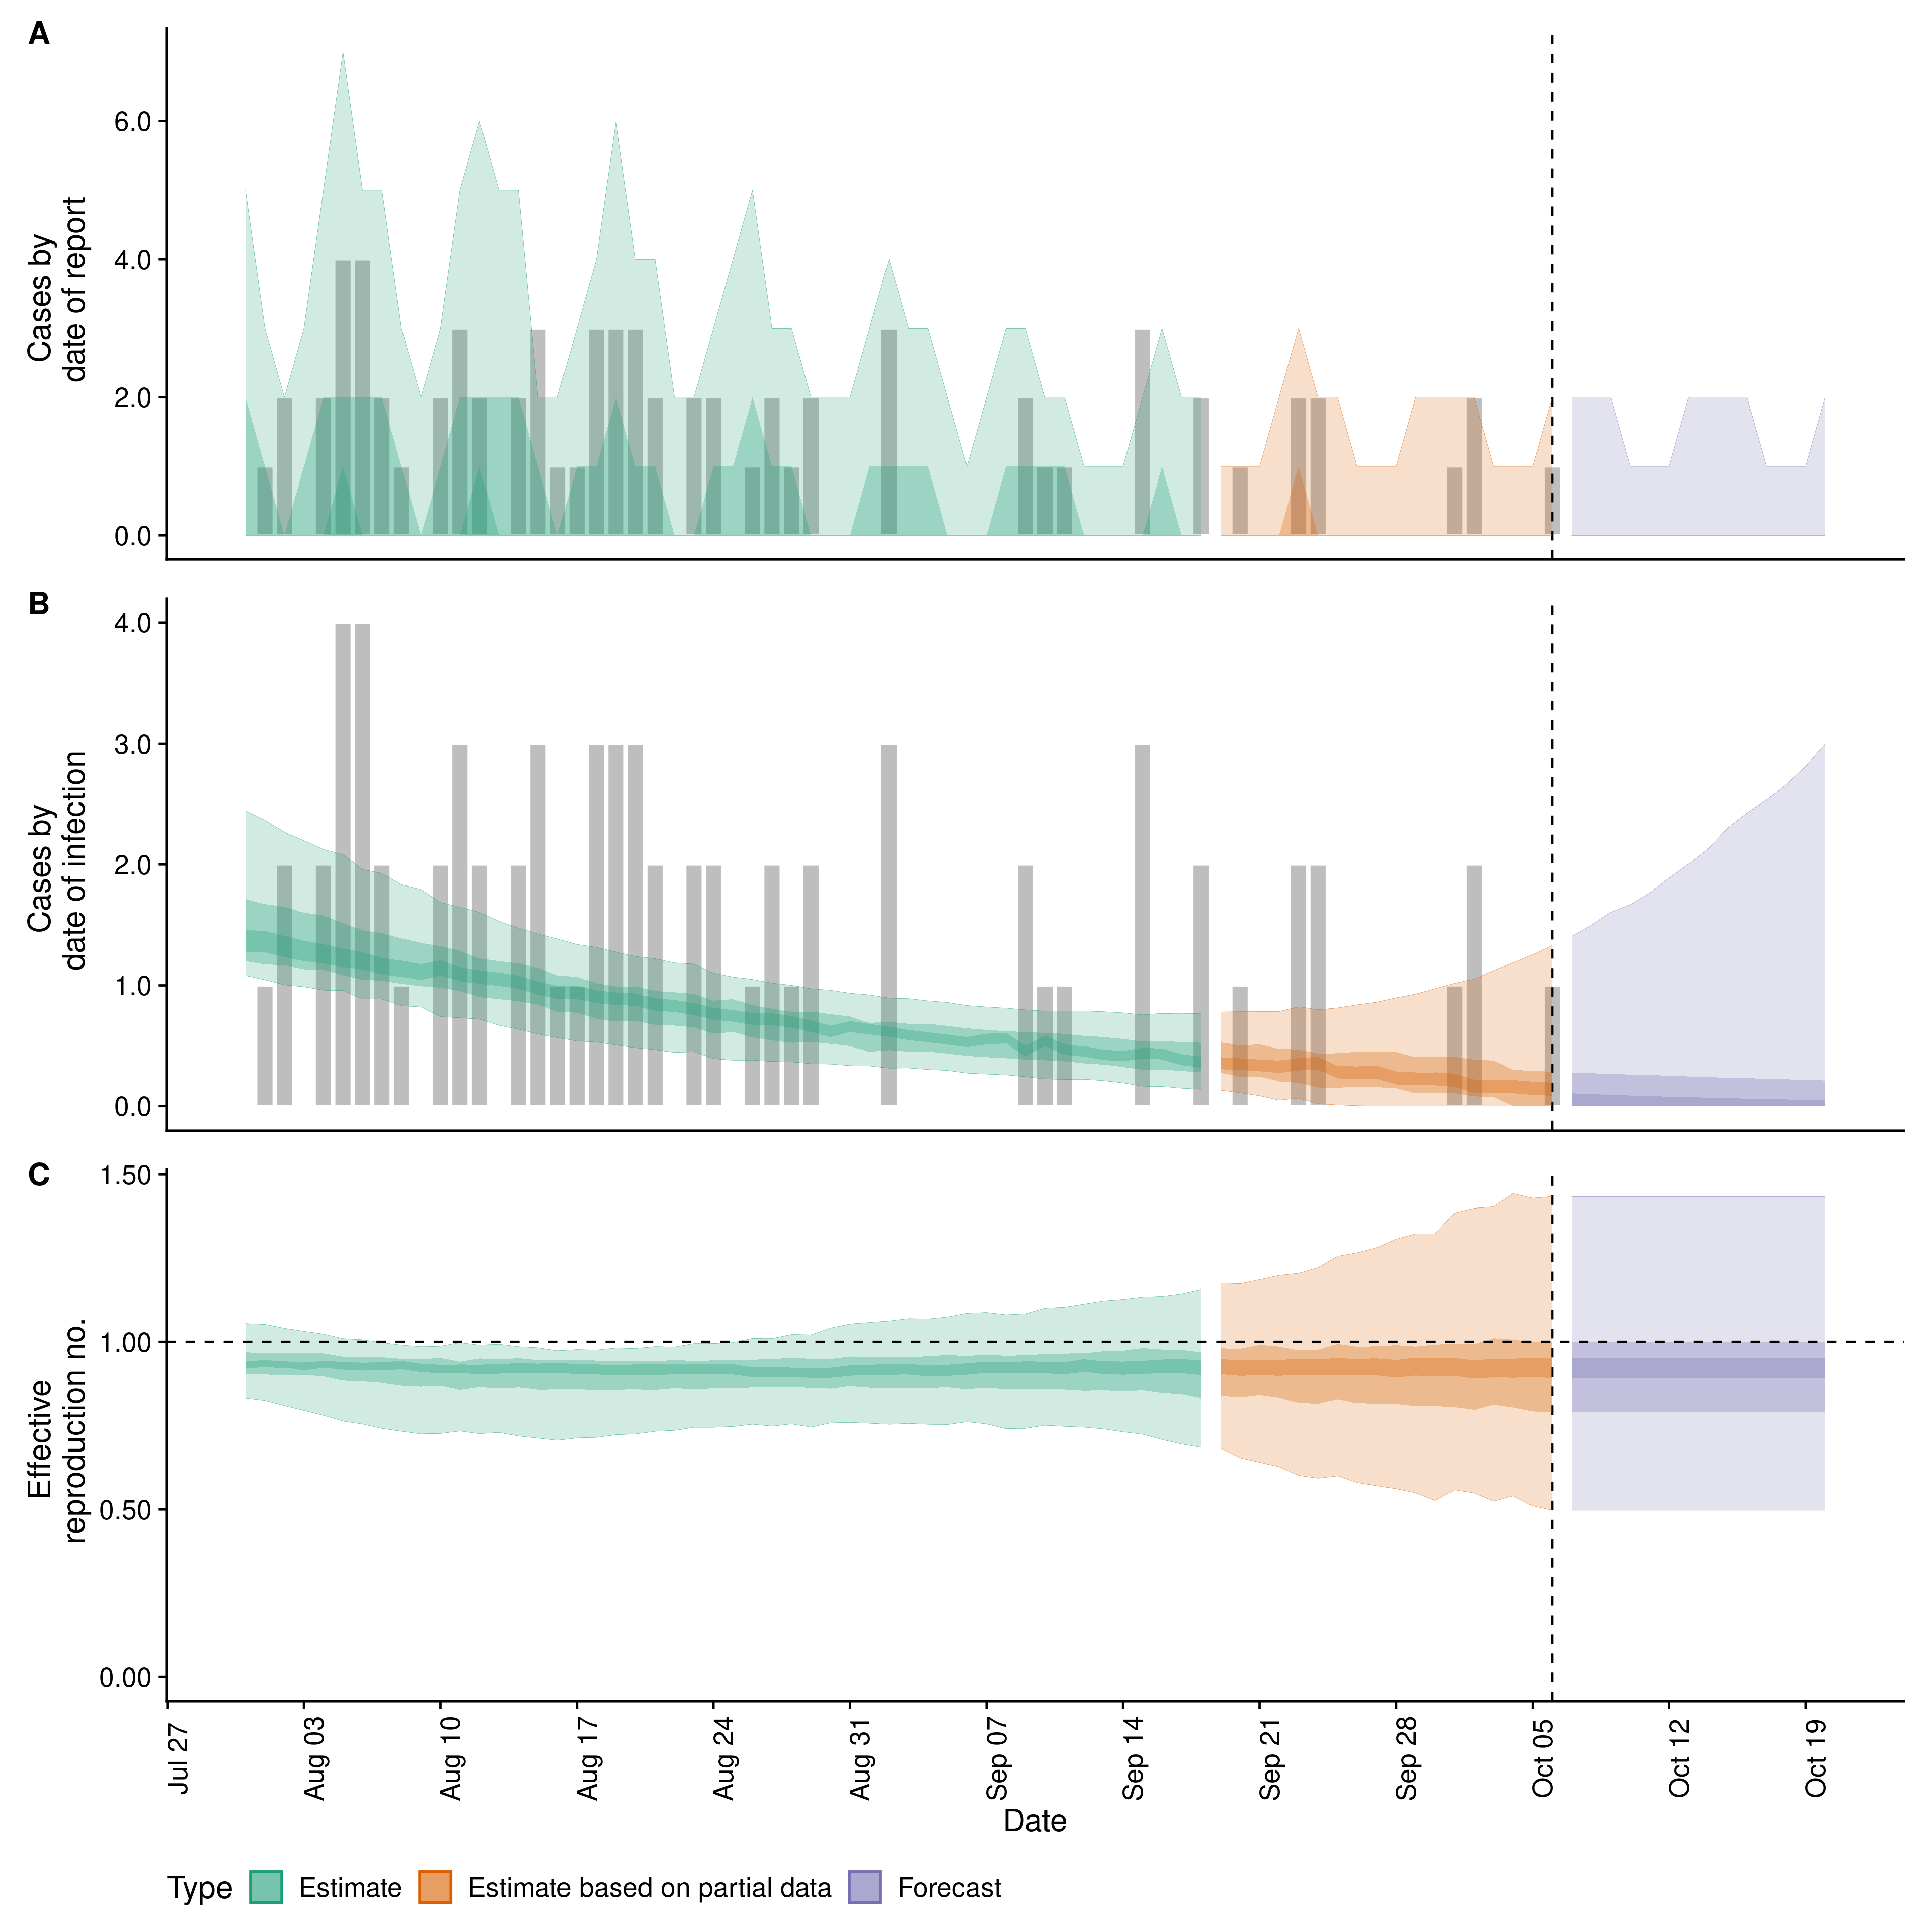 A
Cases by
date of report
6.0
4.0
2.0
0.0
B
Cases by
date of infection
4.0
3.0
2.0
1.0
0.0
C
Effective
reproduction no.
1.50
1.00
0.50
0.00
Jul 27
Aug 03
Aug 10
Aug 17
Aug 24
Aug 31
Sep 07
Sep 14
Sep 21
Sep 28
Oct 05
Oct 12
Oct 19
Date
Type Estimate Estimate based on partial data Forecast